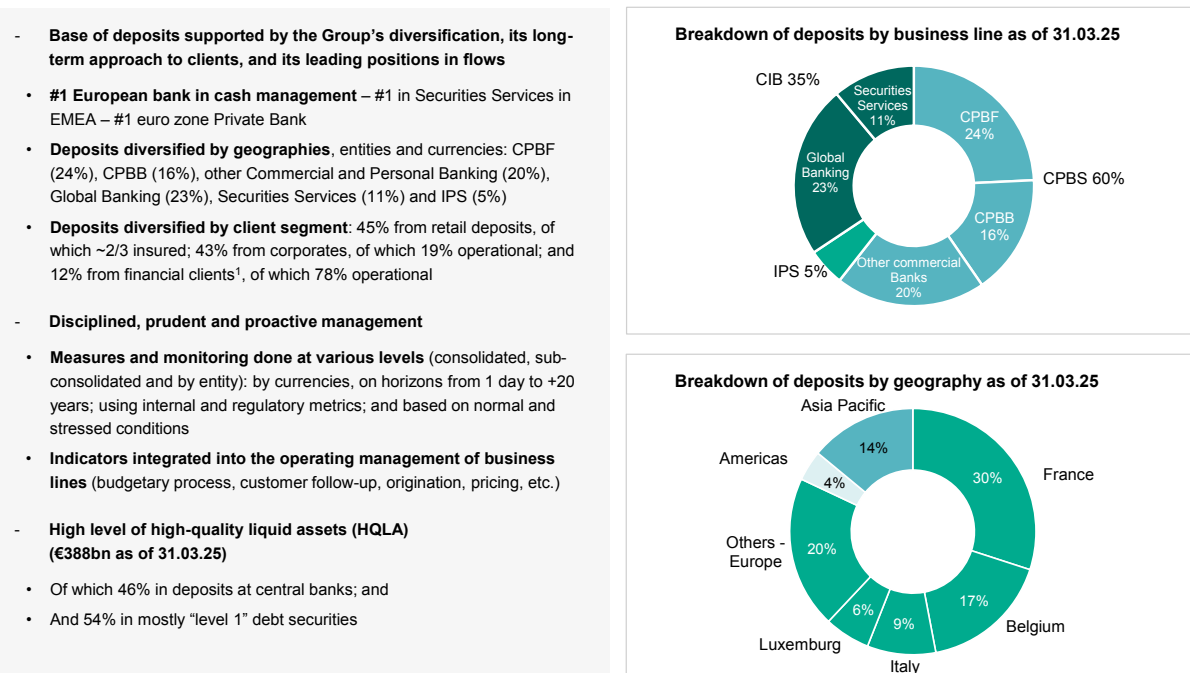 - Base of deposits supported by the Group's diversification, its long-
term approach to clients, and its leading positions in flows
• #1 European bank in cash management – #1 in Securities Services in
EMEA – #1 euro zone Private Bank
• Deposits diversified by geographies, entities and currencies: CPBF
(24%), CPBB (16%), other Commercial and Personal Banking (20%),
Global Banking (23%), Securities Services (11%) and IPS (5%)
• Deposits diversified by client segment: 45% from retail deposits, of
which ~2/3 insured; 43% from corporates, of which 19% operational; and
12% from financial clients¹, of which 78% operational
- Disciplined, prudent and proactive management
• Measures and monitoring done at various levels (consolidated, sub-
consolidated and by entity): by currencies, on horizons from 1 day to +20
years; using internal and regulatory metrics; and based on normal and
stressed conditions
• Indicators integrated into the operating management of business
lines (budgetary process, customer follow-up, origination, pricing, etc.)
- High level of high-quality liquid assets (HQLA)
(€388bn as of 31.03.25)
• Of which 46% in deposits at central banks; and
• And 54% in mostly “level 1” debt securities
Breakdown of deposits by business line as of 31.03.25
CIB 35%
Securities
Services
11%
CPBF
24%
Global
Banking
23%
CPBS 60%
CPBB
16%
IPS 5%
Other commercial
Banks
20%
Breakdown of deposits by geography as of 31.03.25
Asia Pacific
14%
Americas
4%
30%
France
Others -
Europe
20%
17%
Belgium
6%
Luxemburg
9%
Italy